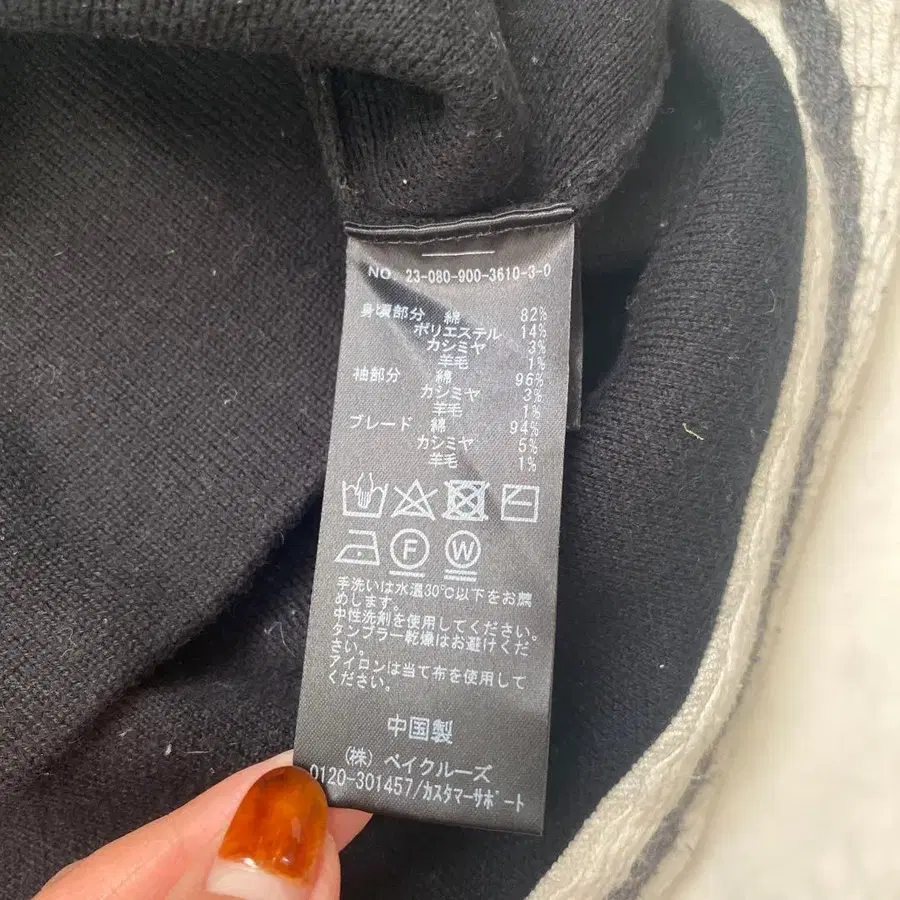 NO. 23-080-900-3610-3-0
身頃部分 綿 82%
ポリエステル 14%
カシミヤ 3%
羊毛 1%
袖部分 綿 96%
カシミヤ 3%
羊毛 1%
ブレード 綿 94%
カシミヤ 5%
羊毛 1%
F W
手洗いは水温30℃以下をお薦
めします。
中性洗剤を使用してください。
タンブラー乾燥はお避けくだ
さい。
アイロンは当て布を使用して
ください。
中国製
(株) ベイクルーズ
0120-301457/カスタマーサポート